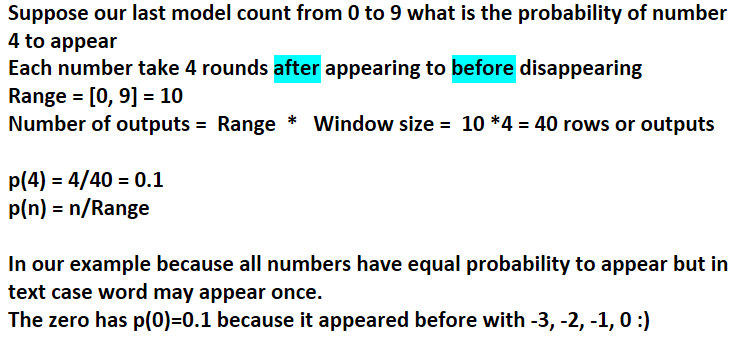 Suppose our last model count from 0 to 9 what is the probability of number
4 to appear
Each number take 4 rounds after appearing to before disappearing
Range = [0, 9] = 10
Number of outputs = Range * Window size = 10 *4 = 40 rows or outputs
p(4) = 4/40 = 0.1
p(n) = n/Range
In our example because all numbers have equal probability to appear but in
text case word may appear once.
The zero has p(0)=0.1 because it appeared before with -3, -2, -1, 0 :)